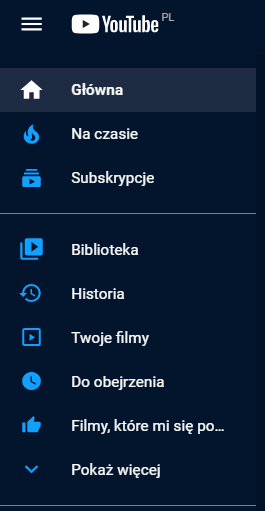 YouTube PL
Główna
Na czasie
Subskrypcje
Biblioteka
Historia
Twoje filmy
Do obejrzenia
Filmy, które mi się po...
Pokaż więcej